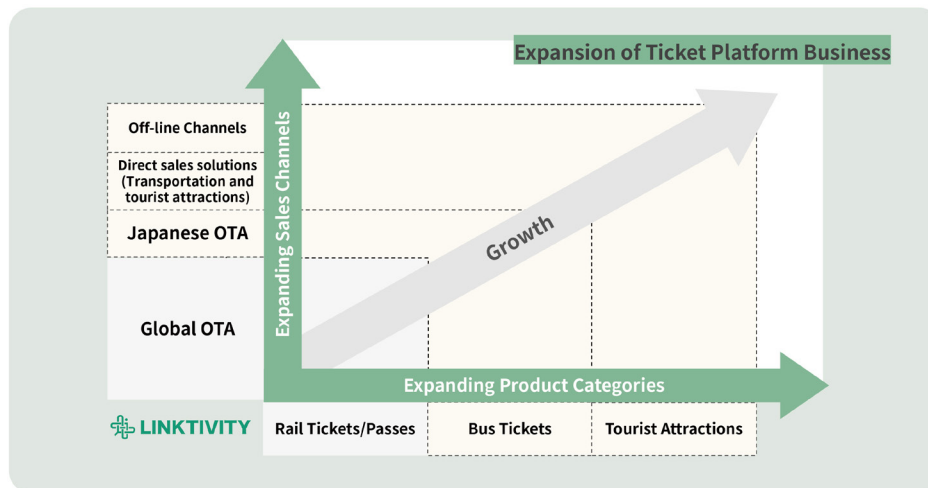 Expansion of Ticket Platform Business
Off-line Channels
Direct sales solutions
(Transportation and
tourist attractions)
Japanese OTA
Global OTA
Expanding Sales Channels
Growth
Expanding Product Categories
LINKTIVITY
Rail Tickets/Passes
Bus Tickets
Tourist Attractions